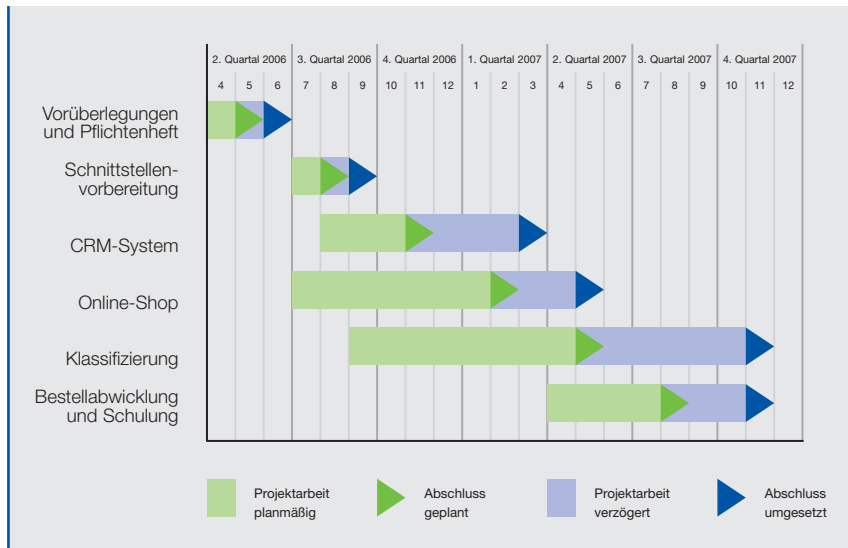 2. Quartal 2006 3. Quartal 2006 4. Quartal 2006 1. Quartal 2007 2. Quartal 2007 3. Quartal 2007 4. Quartal 2007
4 5 6 7 8 9 10 11 12 1 2 3 4 5 6 7 8 9 10 11 12
Vorüberlegungen
und Pflichtenheft
Schnittstellen-
vorbereitung
CRM-System
Online-Shop
Klassifizierung
Bestellabwicklung
und Schulung
Projektarbeit
planmäßig
Abschluss
geplant
Projektarbeit
verzögert
Abschluss
umgesetzt